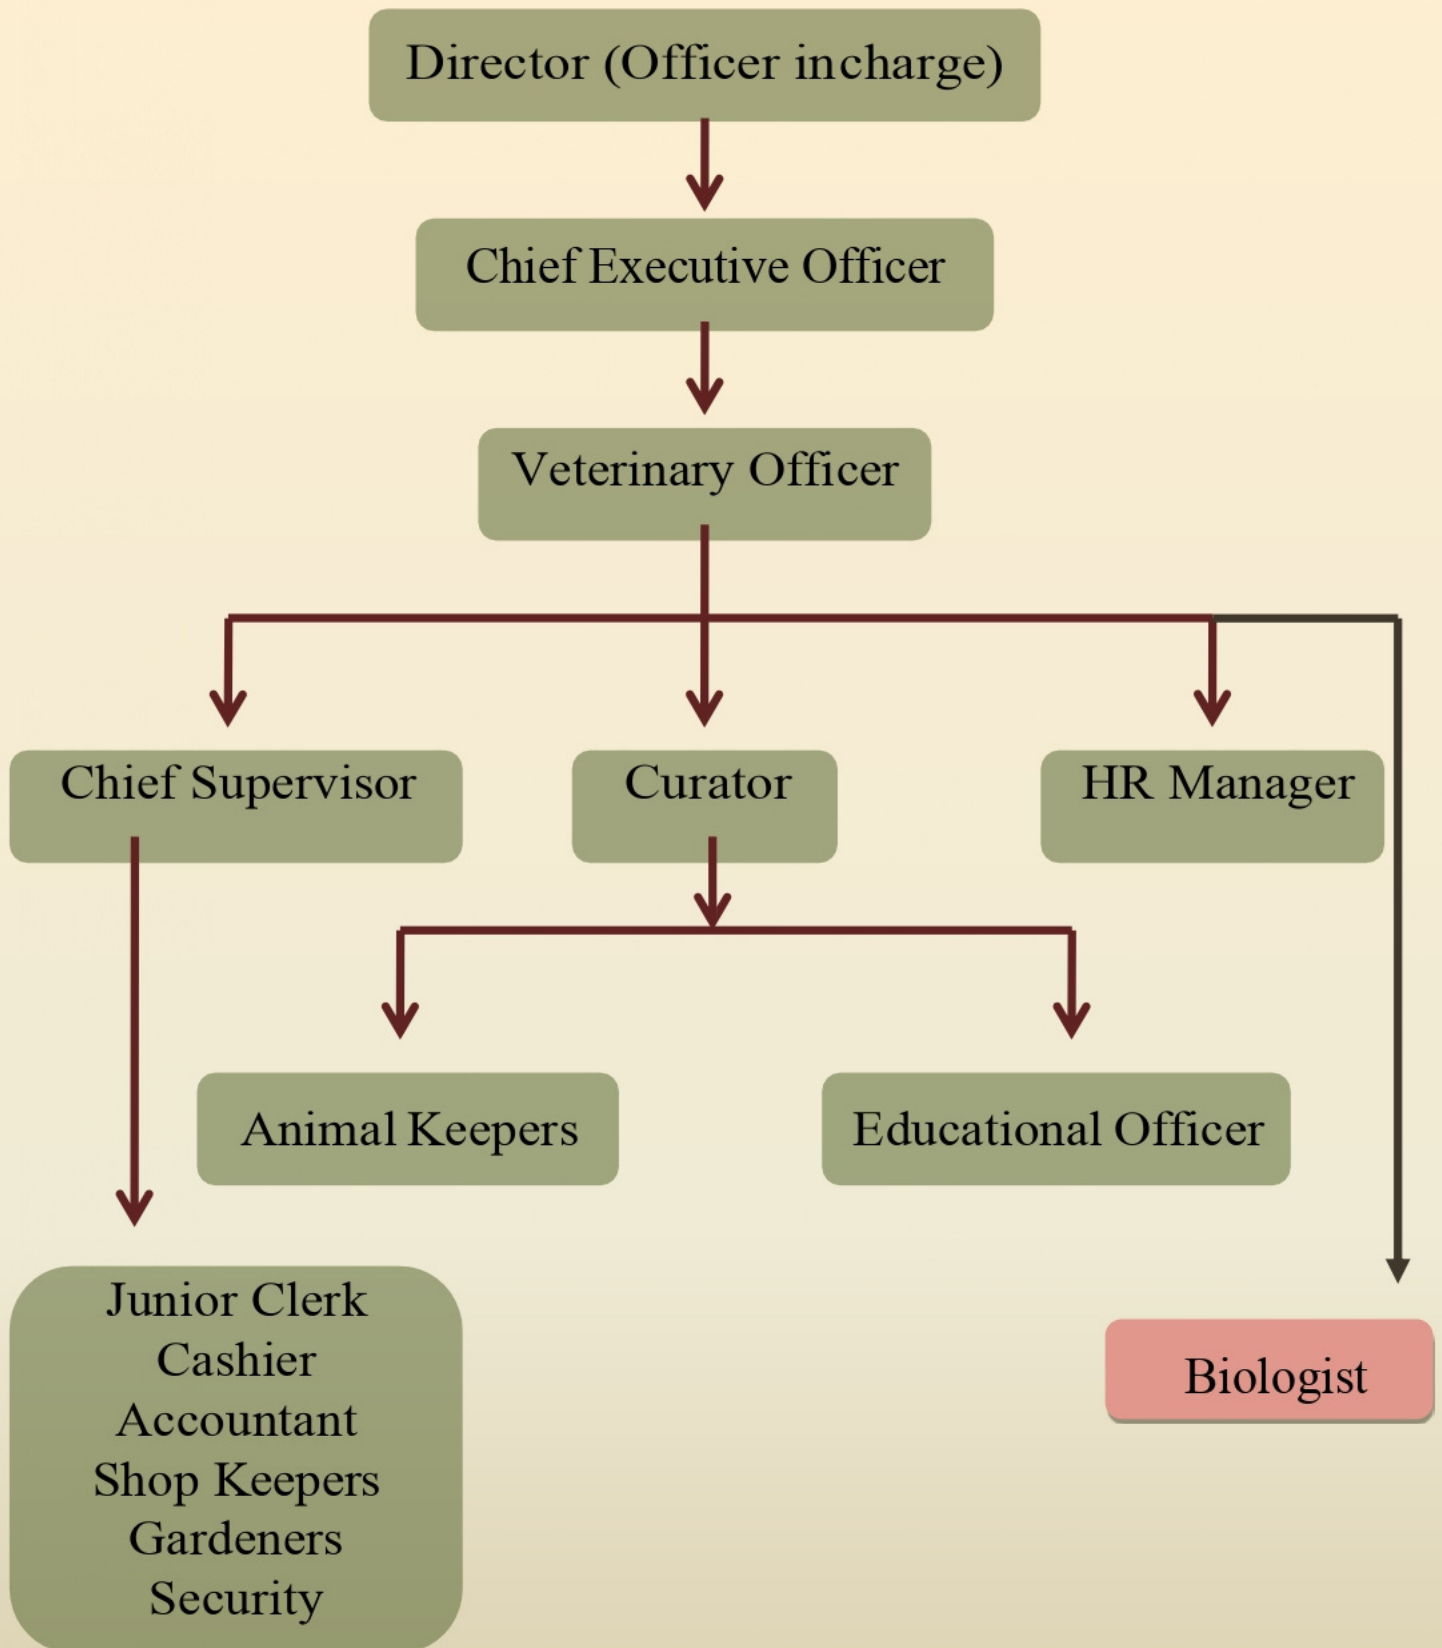 Director (Officer incharge)
Chief Executive Officer
Veterinary Officer
Chief Supervisor
Curator
HR Manager
Animal Keepers
Educational Officer
Junior Clerk
Cashier
Accountant
Shop Keepers
Gardeners
Security
Biologist